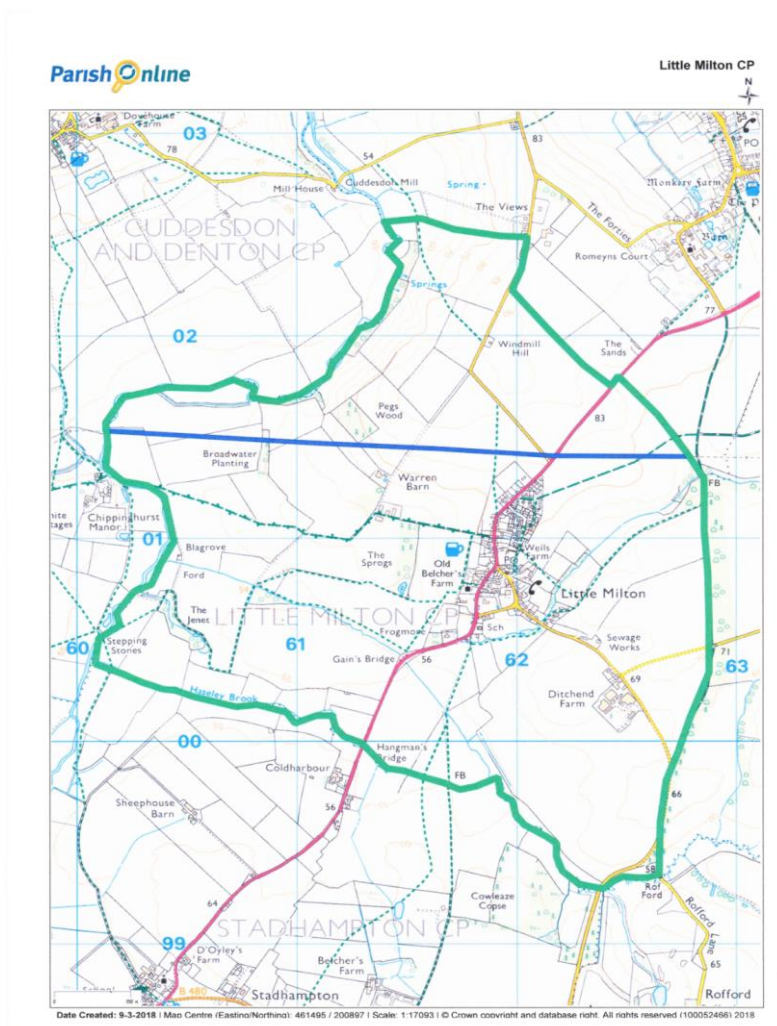 Parish Online
Little Milton CP
N
Dovehouse
Farm
03
83
PO
78
54
Mill House
Cuddesdon Mill
Spring
Monkery Farm
The Views
The Forties
CUDDESDON
AND DENTON CP
Romeyns Court
Springs
77
02
Windmill
Hill
The
Sands
Pegs
Wood
83
Broadwater
Planting
Warren
Barn
FB
Chippinghurst
Manor
01
Blagrove
Ford
The
Sprogs
Old
Belcher's
Farm
Wells
Farm
Little Milton
The
Jenet
LITTLE MILTON CP
60
Stepping
Stones
61
Frogmore
Sch
Gain's Bridge
56
62
Sewage
Works
71
63
69
Ditchend
Farm
Haseley Brook
00
Hangman's
Bridge
Coldharbour
FB
56
66
Sheephouse
Barn
58
Rof
Ford
Cowleaze
Copse
64
Rofford
Lane
STADHAMPTON CP
99
D'Oyley's
Farm
Belcher's
Farm
65
B 480
Stadhampton
Rofford
Date Created: 9-3-2018 | Map Centre (Easting/Northing): 461495 / 200897 | Scale: 1:17093 | © Crown copyright and database right. All rights reserved (100052466) 2018